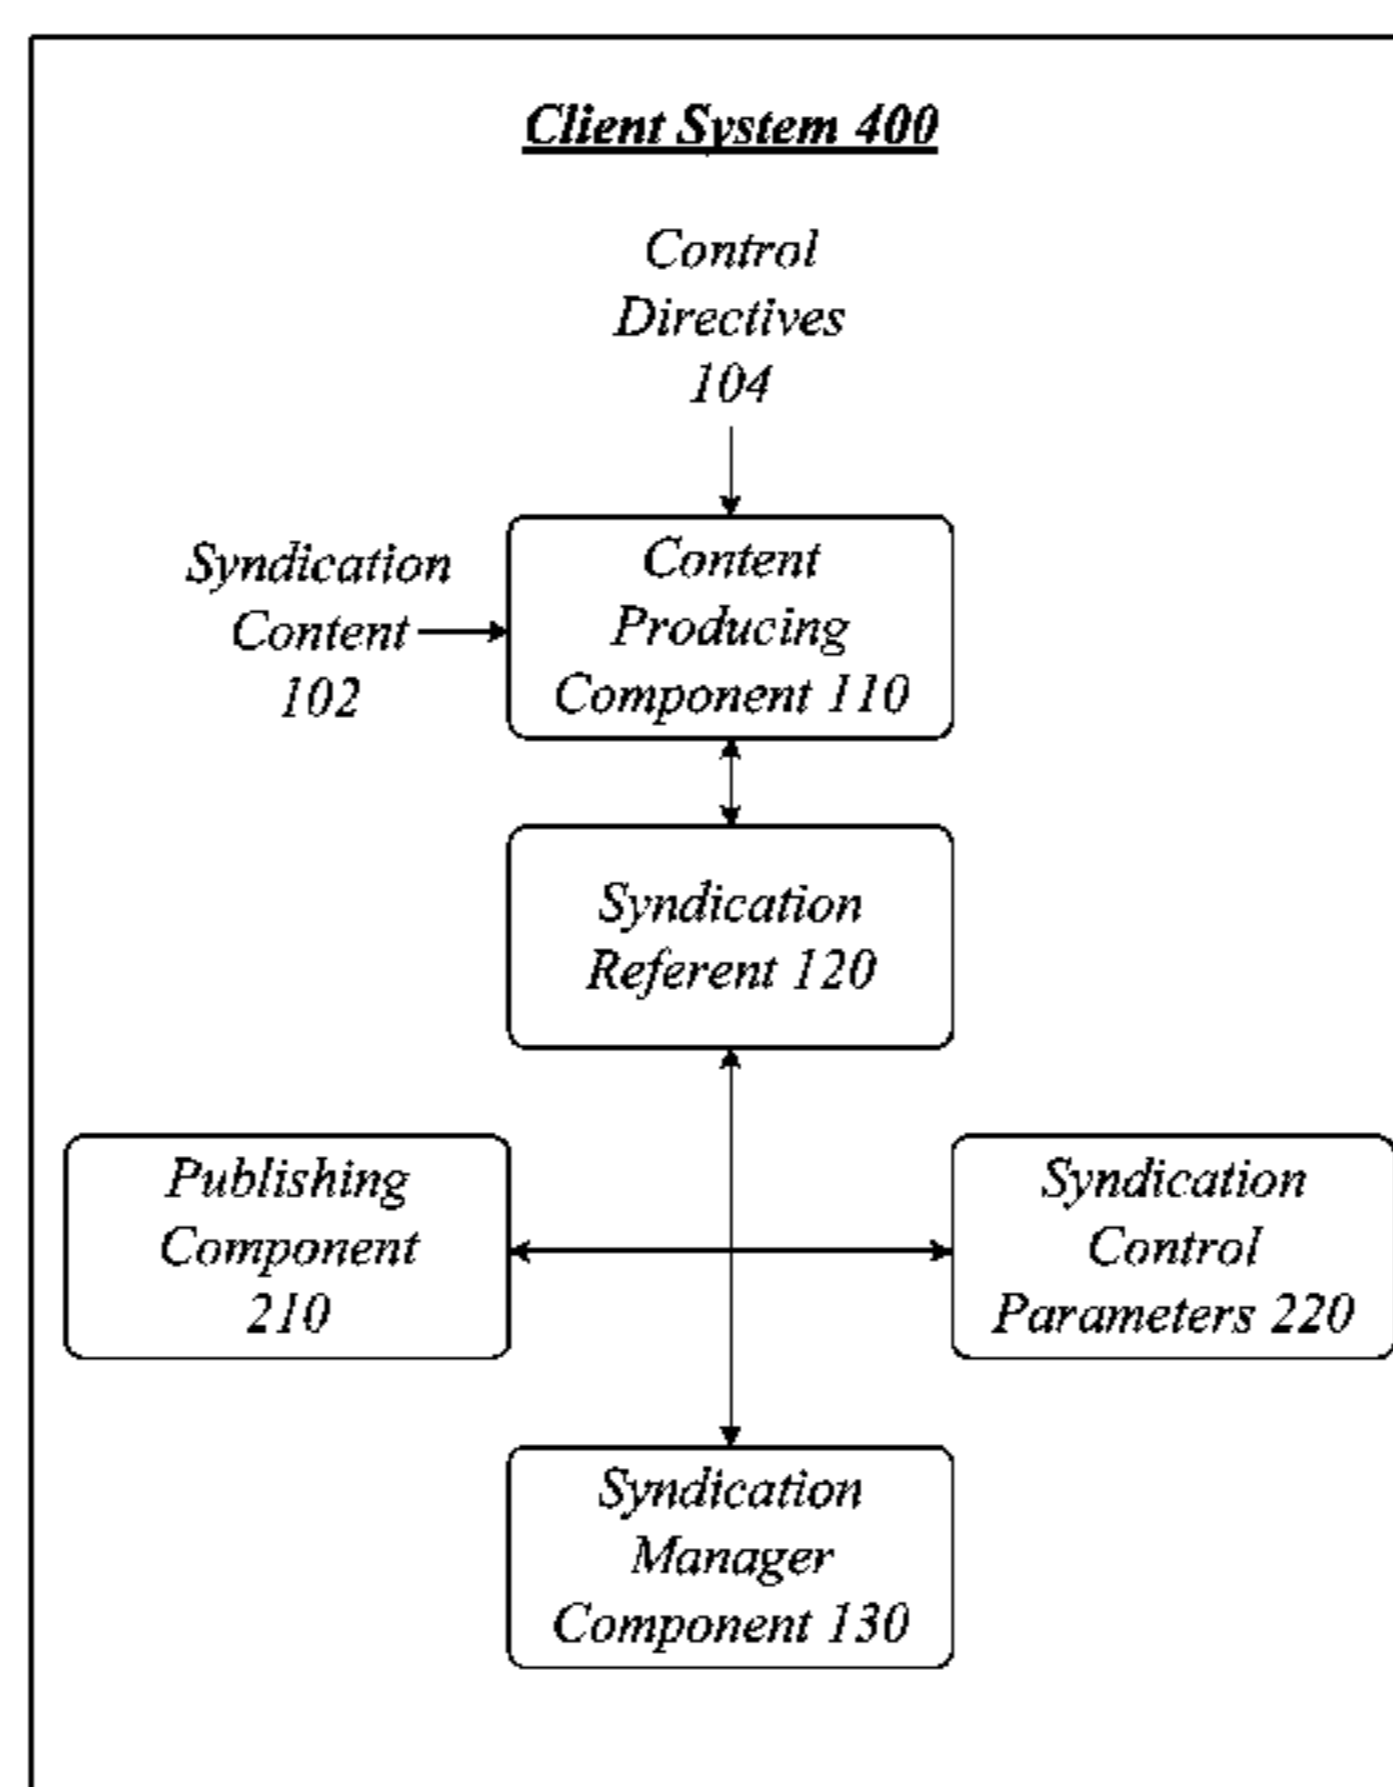 Client System 400
Control
Directives
104
Syndication
Content
102
Content
Producing
Component 110
Syndication
Referent 120
Publishing
Component
210
Syndication
Control
Parameters 220
Syndication
Manager
Component 130